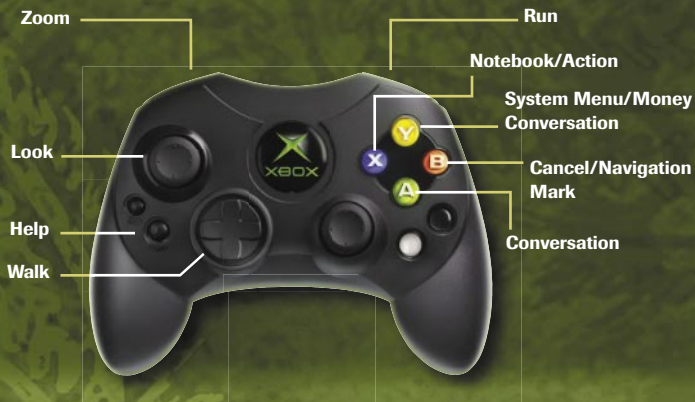 Zoom
Run
Notebook/Action
System Menu/Money
Conversation
Look
Y
X
B
XBOX
Cancel/Navigation
Mark
A
Help
Conversation
Walk